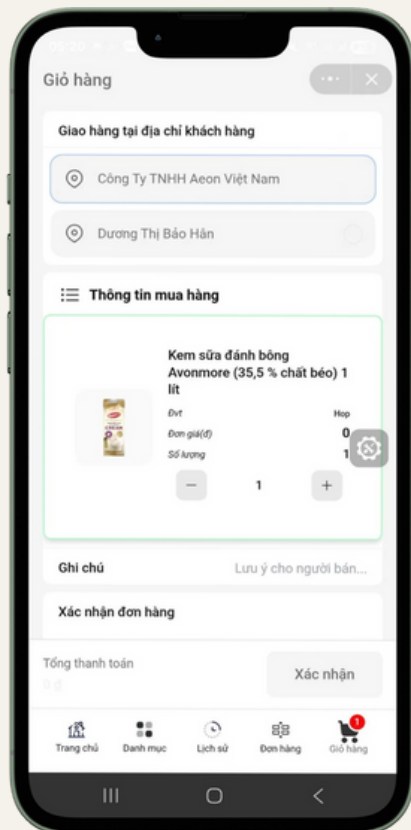 Giỏ hàng
Giao hàng tại địa chỉ khách hàng
Công Ty TNHH Aeon Việt Nam
Dương Thị Bảo Hân
Thông tin mua hàng
Kem sữa đánh bông
Avonmore (35,5 % chất béo) 1
lít
Đvt Hop
Đơn giá(đ) 0
Số lượng 1
− 1 +
Ghi chú Lưu ý cho người bán...
Xác nhận đơn hàng
Tổng thanh toán
0 đ
Xác nhận
1
Trang chủ Danh mục Lịch sử Đơn hàng Giỏ hàng